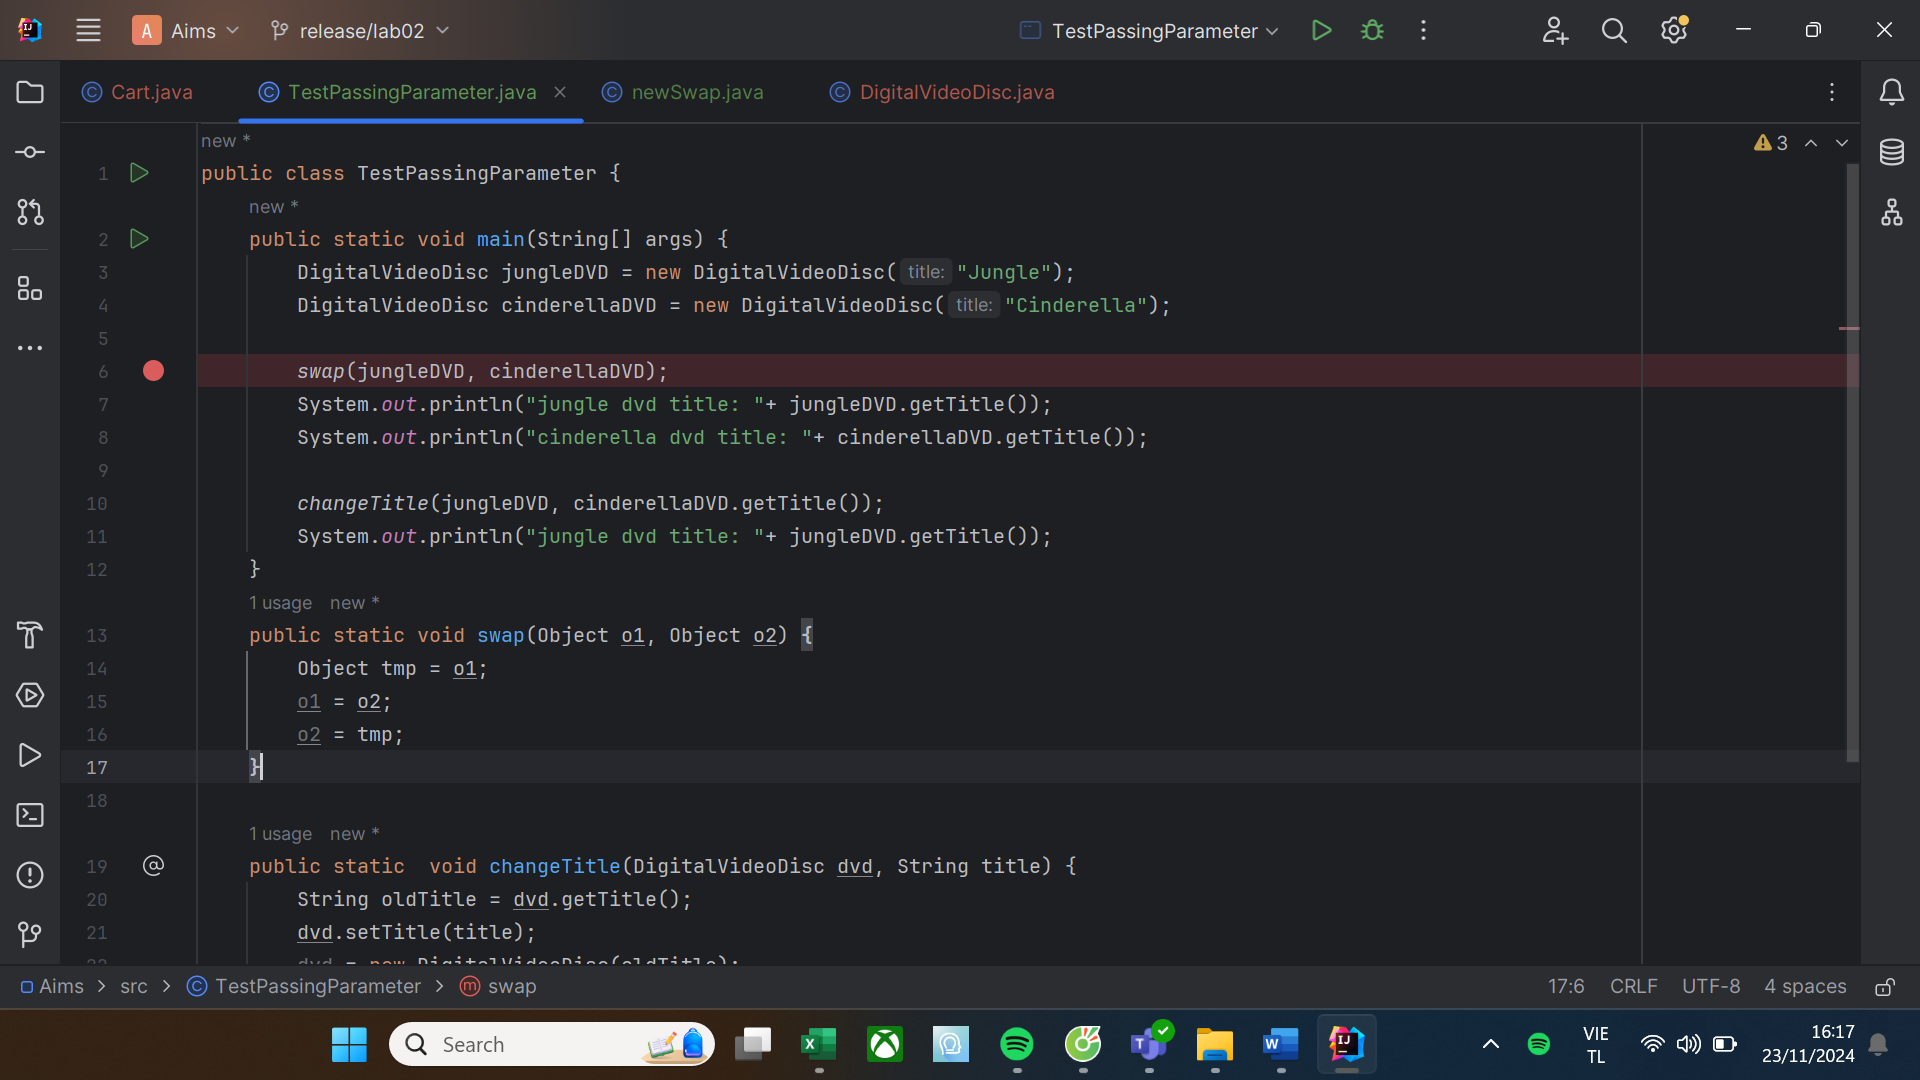 A Aims release/lab02 TestPassingParameter
Cart.java TestPassingParameter.java newSwap.java DigitalVideoDisc.java
new *
3
1 public class TestPassingParameter {
new *
2 public static void main(String[] args) {
3 DigitalVideoDisc jungleDVD = new DigitalVideoDisc( title: "Jungle");
4 DigitalVideoDisc cinderellaDVD = new DigitalVideoDisc( title: "Cinderella");
5
6 swap(jungleDVD, cinderellaDVD);
7 System.out.println("jungle dvd title: "+ jungleDVD.getTitle());
8 System.out.println("cinderella dvd title: "+ cinderellaDVD.getTitle());
9
10 changeTitle(jungleDVD, cinderellaDVD.getTitle());
11 System.out.println("jungle dvd title: "+ jungleDVD.getTitle());
12 }
1 usage new *
13 public static void swap(Object o1, Object o2) {
14 Object tmp = o1;
15 o1 = o2;
16 o2 = tmp;
17 }
18
1 usage new *
19 public static  void changeTitle(DigitalVideoDisc dvd, String title) {
20 String oldTitle = dvd.getTitle();
21 dvd.setTitle(title);
22 dvd = new DigitalVideoDisc(oldTitle);
Aims > src > TestPassingParameter > swap 17:6 CRLF UTF-8 4 spaces
Search
VIE
TL
16:17
23/11/2024